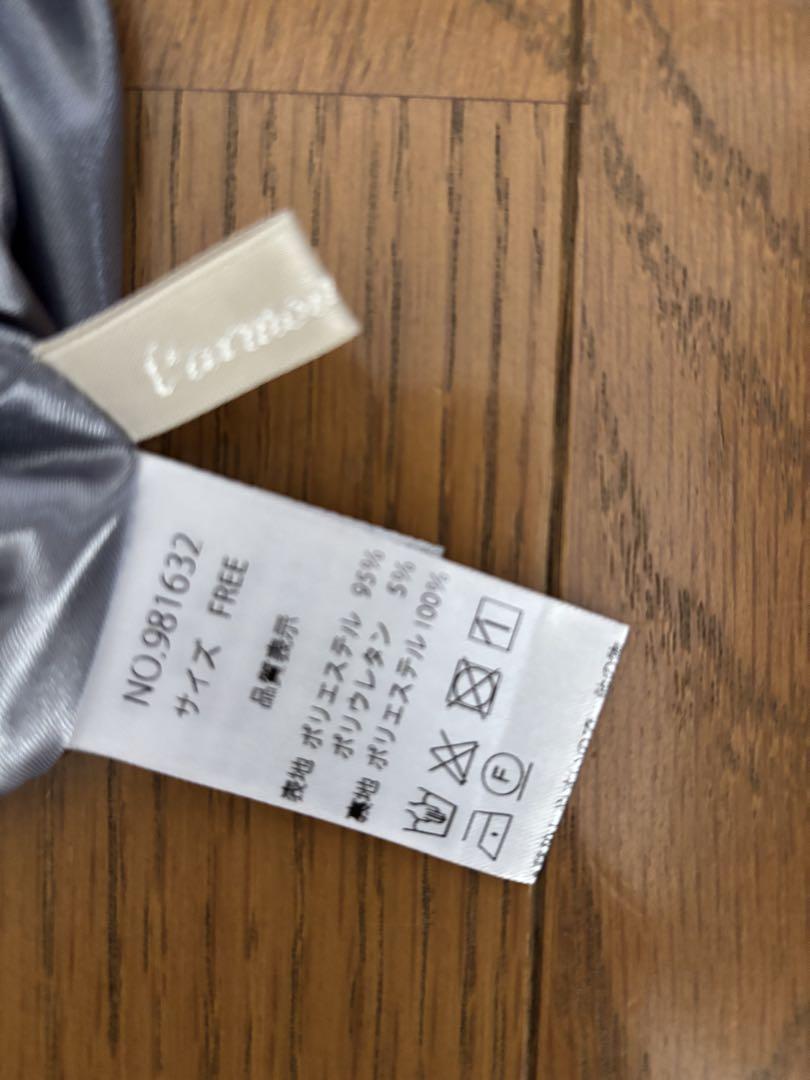 NO.981632
サイズ FREE
品質表示
表地 ポリエステル 95%
ポリウレタン 5%
裏地 ポリエステル 100%
F